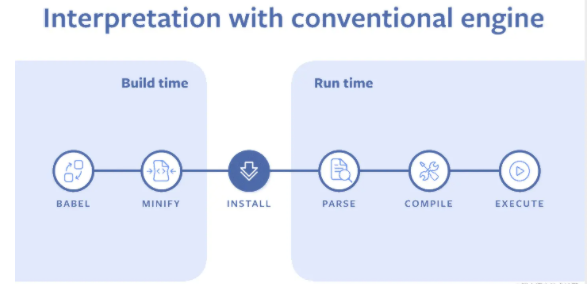 Interpretation with conventional engine
Build time
Run time
BABEL
MINIFY
INSTALL
PARSE
COMPILE
EXECUTE